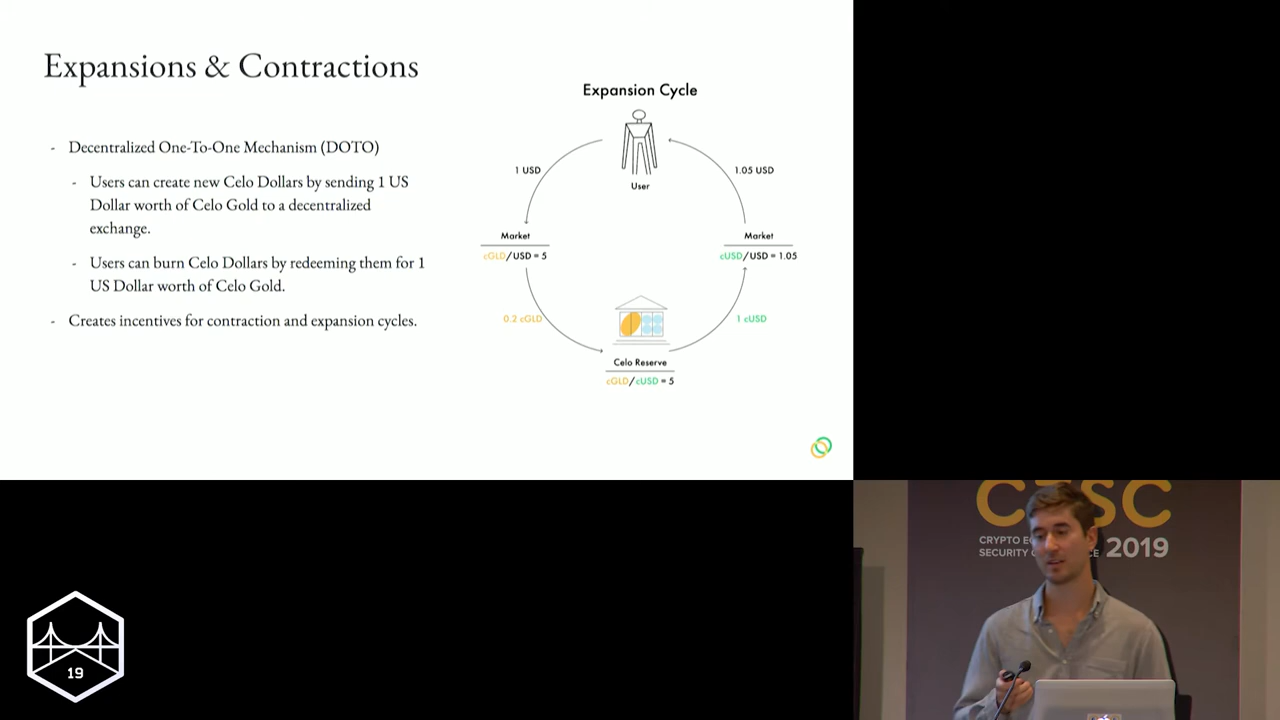 Expansions & Contractions
- Decentralized One-To-One Mechanism (DOTO)
- Users can create new Celo Dollars by sending 1 US
Dollar worth of Celo Gold to a decentralized
exchange.
- Users can burn Celo Dollars by redeeming them for 1
US Dollar worth of Celo Gold.
- Creates incentives for contraction and expansion cycles.
Expansion Cycle
User
1 USD
1.05 USD
Market
cGLD/USD = 5
Market
cUSD/USD = 1.05
0.2 cGLD
1 cUSD
Celo Reserve
cGLD/cUSD = 5
SC
CRYPTO
SECURITY
2019
19